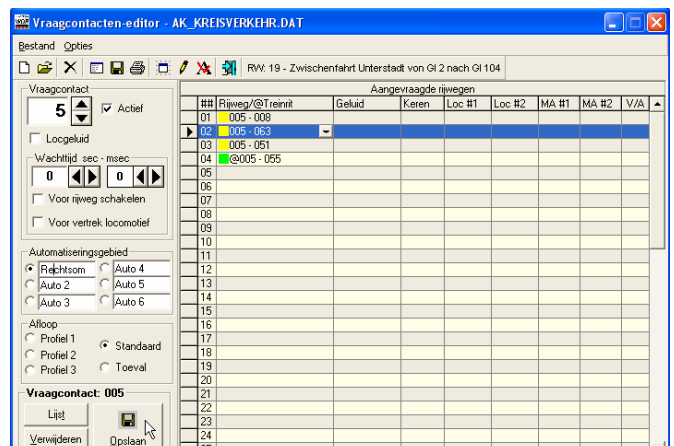 Vraagcontacten-editor - AK_KREISVERKEHR.DAT
Bestand Opties
RW: 19 - Zwischenfahrt Unterstadt von Gl 2 nach Gl 104
Vraagcontact
5 Actief
Locgeluid
Wachttijd sec - msec
0 0
Voor rijweg schakelen
Voor vertrek locomotief
Automatiseringsgebied
Rechtsom Auto 4
Auto 2 Auto 5
Auto 3 Auto 6
Afloop
Profiel 1
Standaard
Profiel 2
Profiel 3 Toeval
Vraagcontact: 005
Lijst
Verwijderen Opslaan
Aangevraagde rijwegen
## Rijweg/@Treinrit Geluid Keren Loc #1 Loc #2 MA #1 MA #2 V/A
01 005 - 008
02 005 - 063
03 005 - 051
04 @005 - 055
05
06
07
08
09
10
11
12
13
14
15
16
17
18
19
20
21
22
23
24